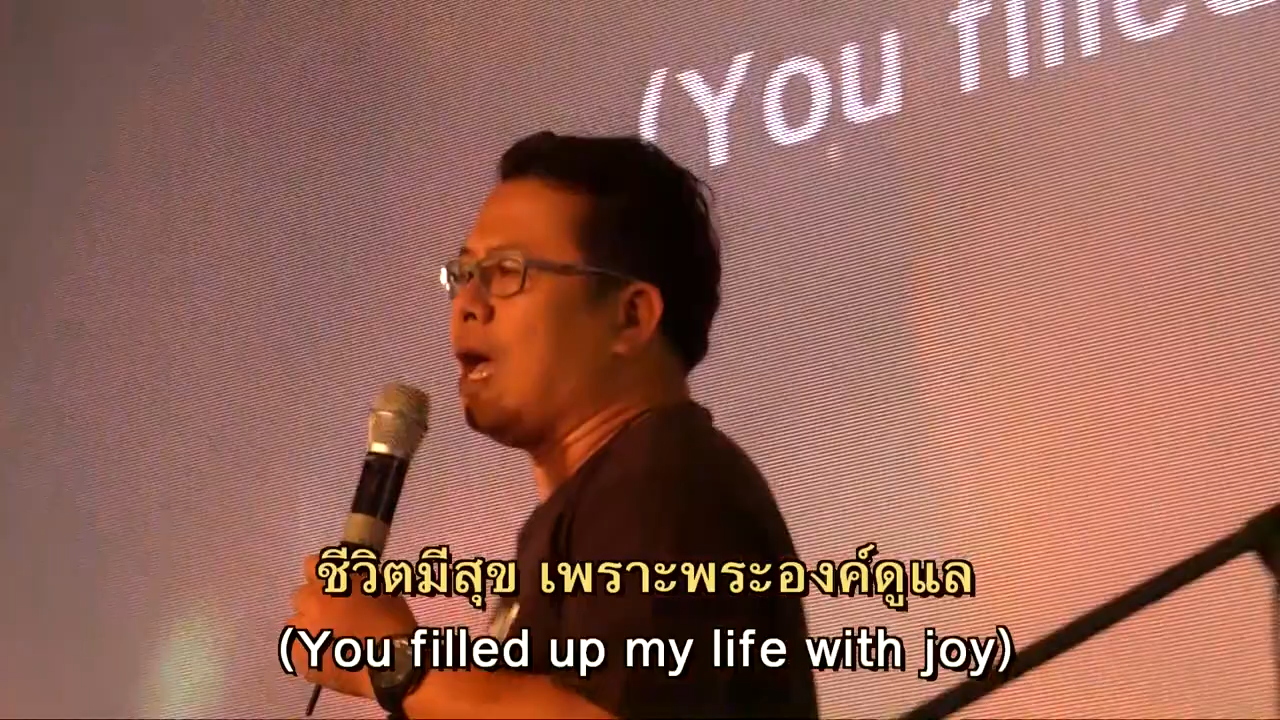 (You filled
ชีวิตมีสุข เพราะพระองค์ดูแล
(You filled up my life with joy)